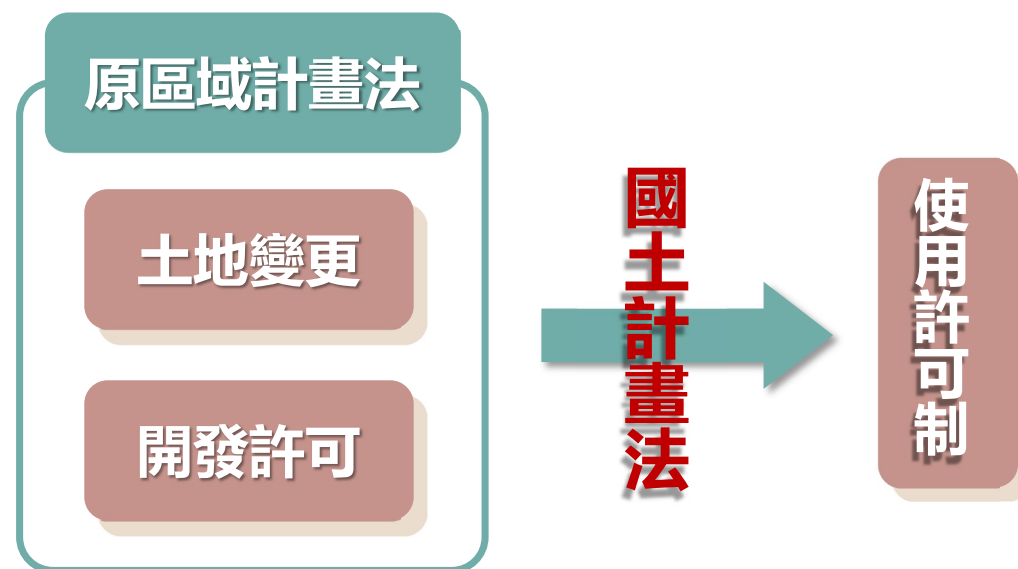 原區域計畫法
土地變更
開發許可
國土計畫法
使用許可制